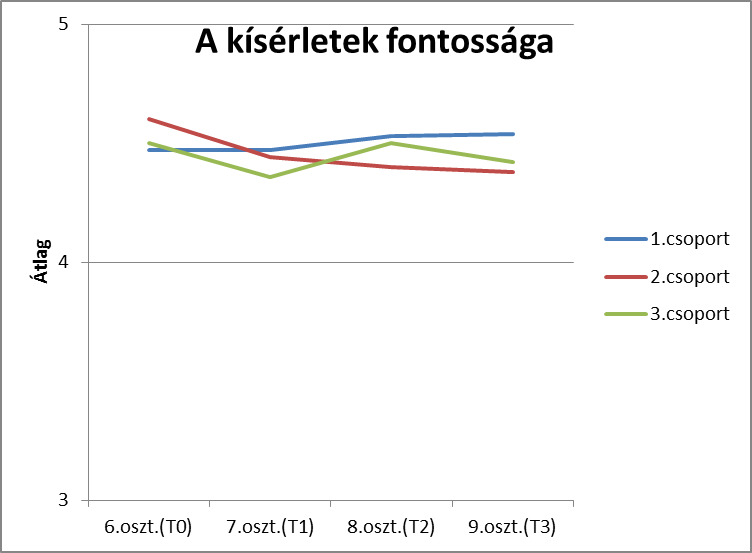 A kísérletek fontossága
5
4
3
Átlag
6.oszt.(T0)
7.oszt.(T1)
8.oszt.(T2)
9.oszt.(T3)
1.csoport
2.csoport
3.csoport